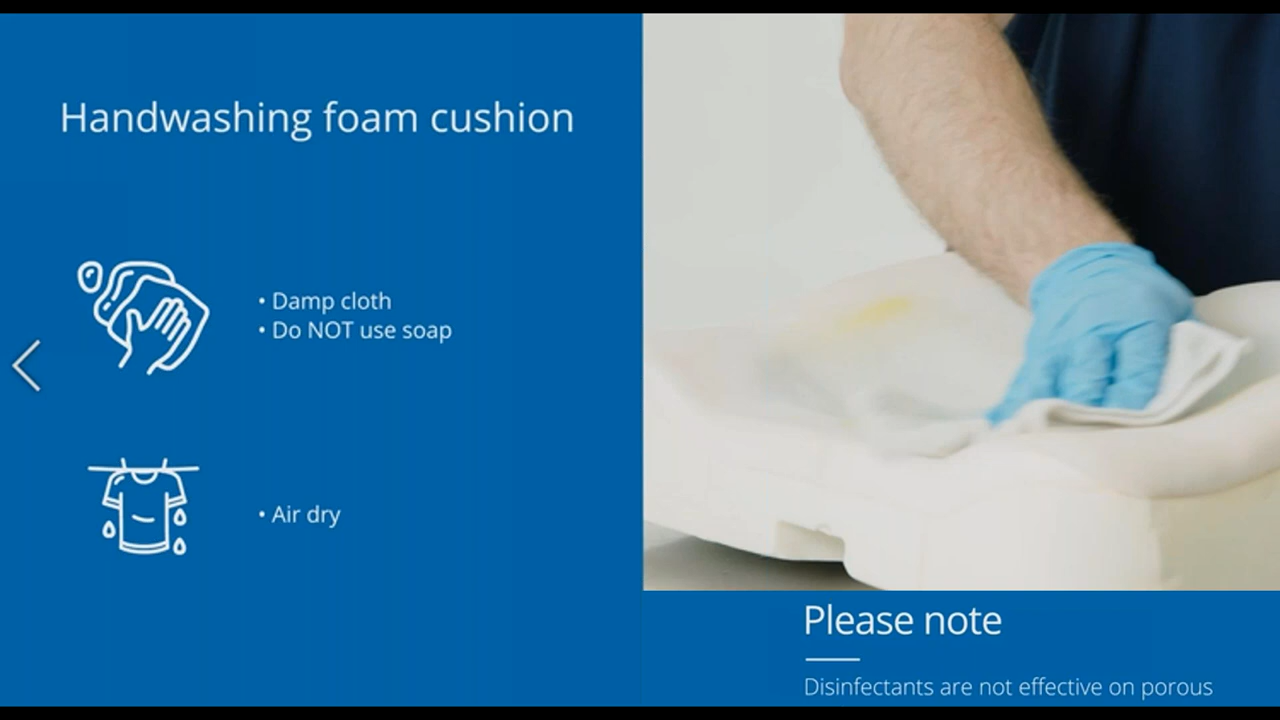 Handwashing foam cushion
• Damp cloth
• Do NOT use soap
• Air dry
Please note
Disinfectants are not effective on porous